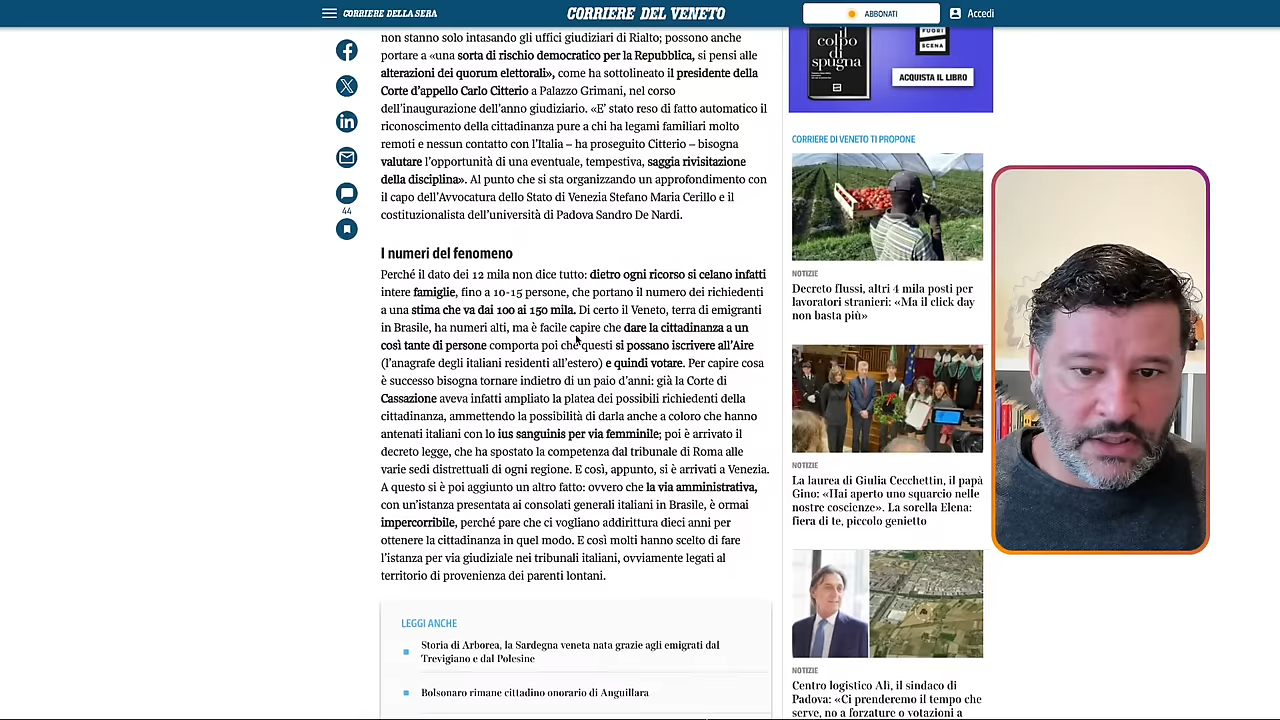 CORRIERE DELLA SERA
CORRIERE DEL VENETO
ABBONATI
Accedi
44
non stanno solo intasando gli uffici giudiziari di Rialto; possono anche
portare a «una sorta di rischio democratico per la Repubblica, si pensi alle
alterazioni dei quorum elettorali», come ha sottolineato il presidente della
Corte d'appello Carlo Citterio a Palazzo Grimani, nel corso
dell'inaugurazione dell'anno giudiziario. «E' stato reso di fatto automatico il
riconoscimento della cittadinanza pure a chi ha legami familiari molto
remoti e nessun contatto con l'Italia – ha proseguito Citterio – bisogna
valutare l'opportunità di una eventuale, tempestiva, saggia rivisitazione
della disciplina». Al punto che si sta organizzando un approfondimento con
il capo dell'Avvocatura dello Stato di Venezia Stefano Maria Cerillo e il
costituzionalista dell'università di Padova Sandro De Nardi.
I numeri del fenomeno
Perché il dato dei 12 mila non dice tutto: dietro ogni ricorso si celano infatti
intere famiglie, fino a 10-15 persone, che portano il numero dei richiedenti
a una stima che va dai 100 ai 150 mila. Di certo il Veneto, terra di emigranti
in Brasile, ha numeri alti, ma è facile capire che dare la cittadinanza a un
così tante di persone comporta poi che questi si possano iscrivere all'Aire
(l'anagrafe degli italiani residenti all'estero) e quindi votare. Per capire cosa
è successo bisogna tornare indietro di un paio d'anni: già la Corte di
Cassazione aveva infatti ampliato la platea dei possibili richiedenti della
cittadinanza, ammettendo la possibilità di darla anche a coloro che hanno
antenati italiani con lo ius sanguinis per via femminile; poi è arrivato il
decreto legge, che ha spostato la competenza dal tribunale di Roma alle
varie sedi distrettuali di ogni regione. E così, appunto, si è arrivati a Venezia.
A questo si è poi aggiunto un altro fatto: ovvero che la via amministrativa,
con un'istanza presentata ai consolati generali italiani in Brasile, è ormai
impercorribile, perché pare che ci vogliano addirittura dieci anni per
ottenere la cittadinanza in quel modo. E così molti hanno scelto di fare
l'istanza per via giudiziale nei tribunali italiani, ovviamente legati al
territorio di provenienza dei parenti lontani.
LEGGI ANCHE
Storia di Arborea, la Sardegna veneta nata grazie agli emigrati dal
Trevigiano e dal Polesine
Bolsonaro rimane cittadino onorario di Anguillara
il
colpo
di
spugna
FUORI
SCENA
ACQUISTA IL LIBRO
CORRIERE DI VENETO TI PROPONE
NOTIZIE
Decreto flussi, altri 4 mila posti per
lavoratori stranieri: «Ma il click day
non basta più»
NOTIZIE
La laurea di Giulia Cecchettin, il papà
Gino: «Hai aperto uno squarcio nelle
nostre coscienze». La sorella Elena:
fiera di te, piccolo genietto
NOTIZIE
Centro logistico Alì, il sindaco di
Padova: «Ci prenderemo il tempo che
serve, no a forzature o votazioni a